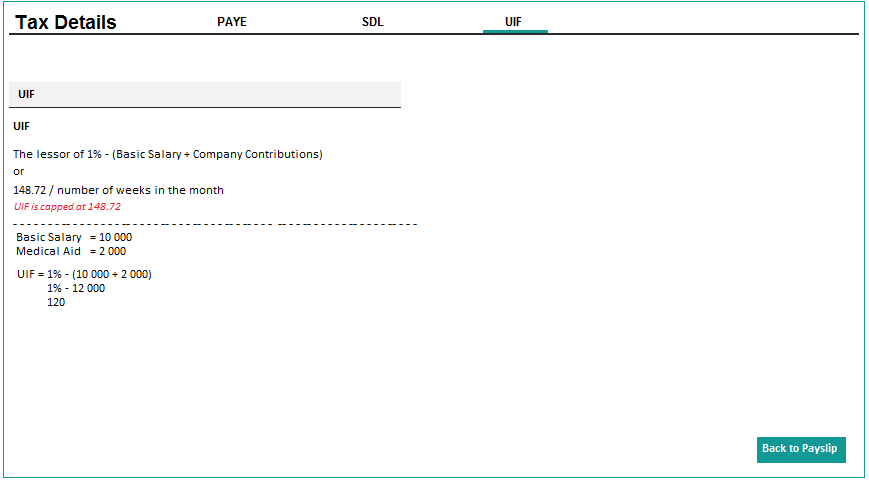 Tax Details PAYE SDL UIF
UIF
UIF
The lessor of 1% - (Basic Salary + Company Contributions)
or
148.72 / number of weeks in the month
UIF is capped at 148.72
Basic Salary = 10 000
Medical Aid = 2 000
UIF = 1% - (10 000 + 2 000)
1% - 12 000
120
Back to Payslip